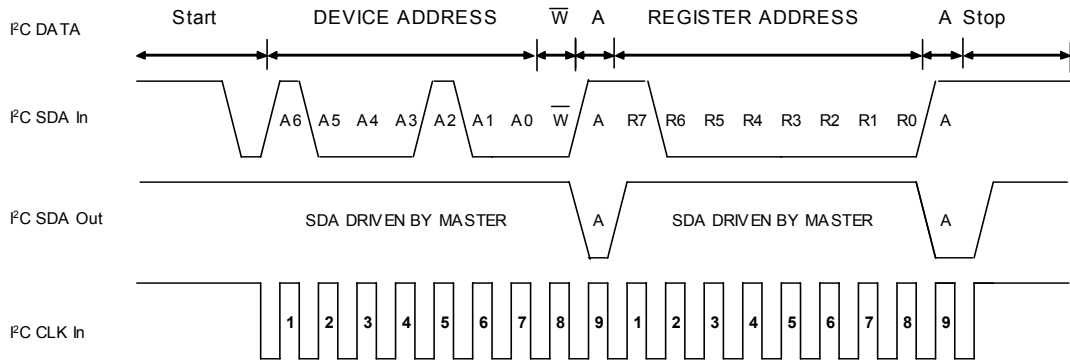 Start DEVICE ADDRESS W̅ A REGISTER ADDRESS A Stop
I²C DATA
I²C SDA In A6 A5 A4 A3 A2 A1 A0 W̅ A R7 R6 R5 R4 R3 R2 R1 R0 A
I²C SDA Out SDA DRIVEN BY MASTER A SDA DRIVEN BY MASTER A
I²C CLK In 1 2 3 4 5 6 7 8 9 1 2 3 4 5 6 7 8 9